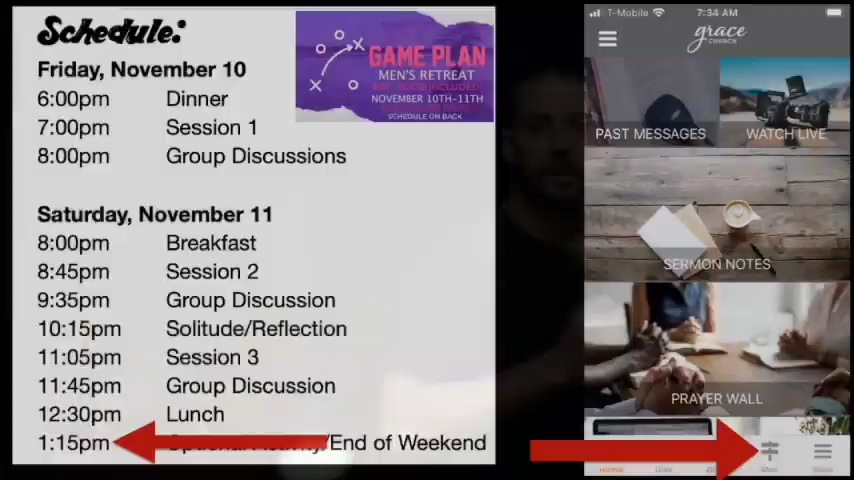 Schedule:
Friday, November 10
6:00pm Dinner
7:00pm Session 1
8:00pm Group Discussions
Saturday, November 11
8:00pm Breakfast
8:45pm Session 2
9:35pm Group Discussion
10:15pm Solitude/Reflection
11:05pm Session 3
11:45pm Group Discussion
12:30pm Lunch
1:15pm /End of Weekend
GAME PLAN
MEN'S RETREAT
NOVEMBER 10TH-11TH
SCHEDULE ON BACK
T-Mobile 7:34 AM
grace
CHURCH
PAST MESSAGES WATCH LIVE
SERMON NOTES
PRAYER WALL
Home